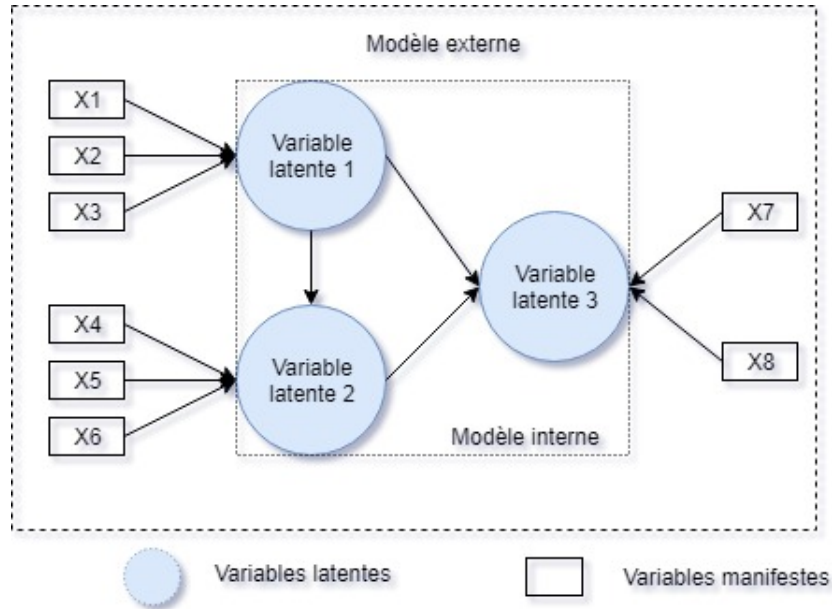 Modèle externe
X1
X2
X3
Variable
latente 1
X4
X5
X6
Variable
latente 2
Variable
latente 3
X7
X8
Modèle interne
Variables latentes
Variables manifestes